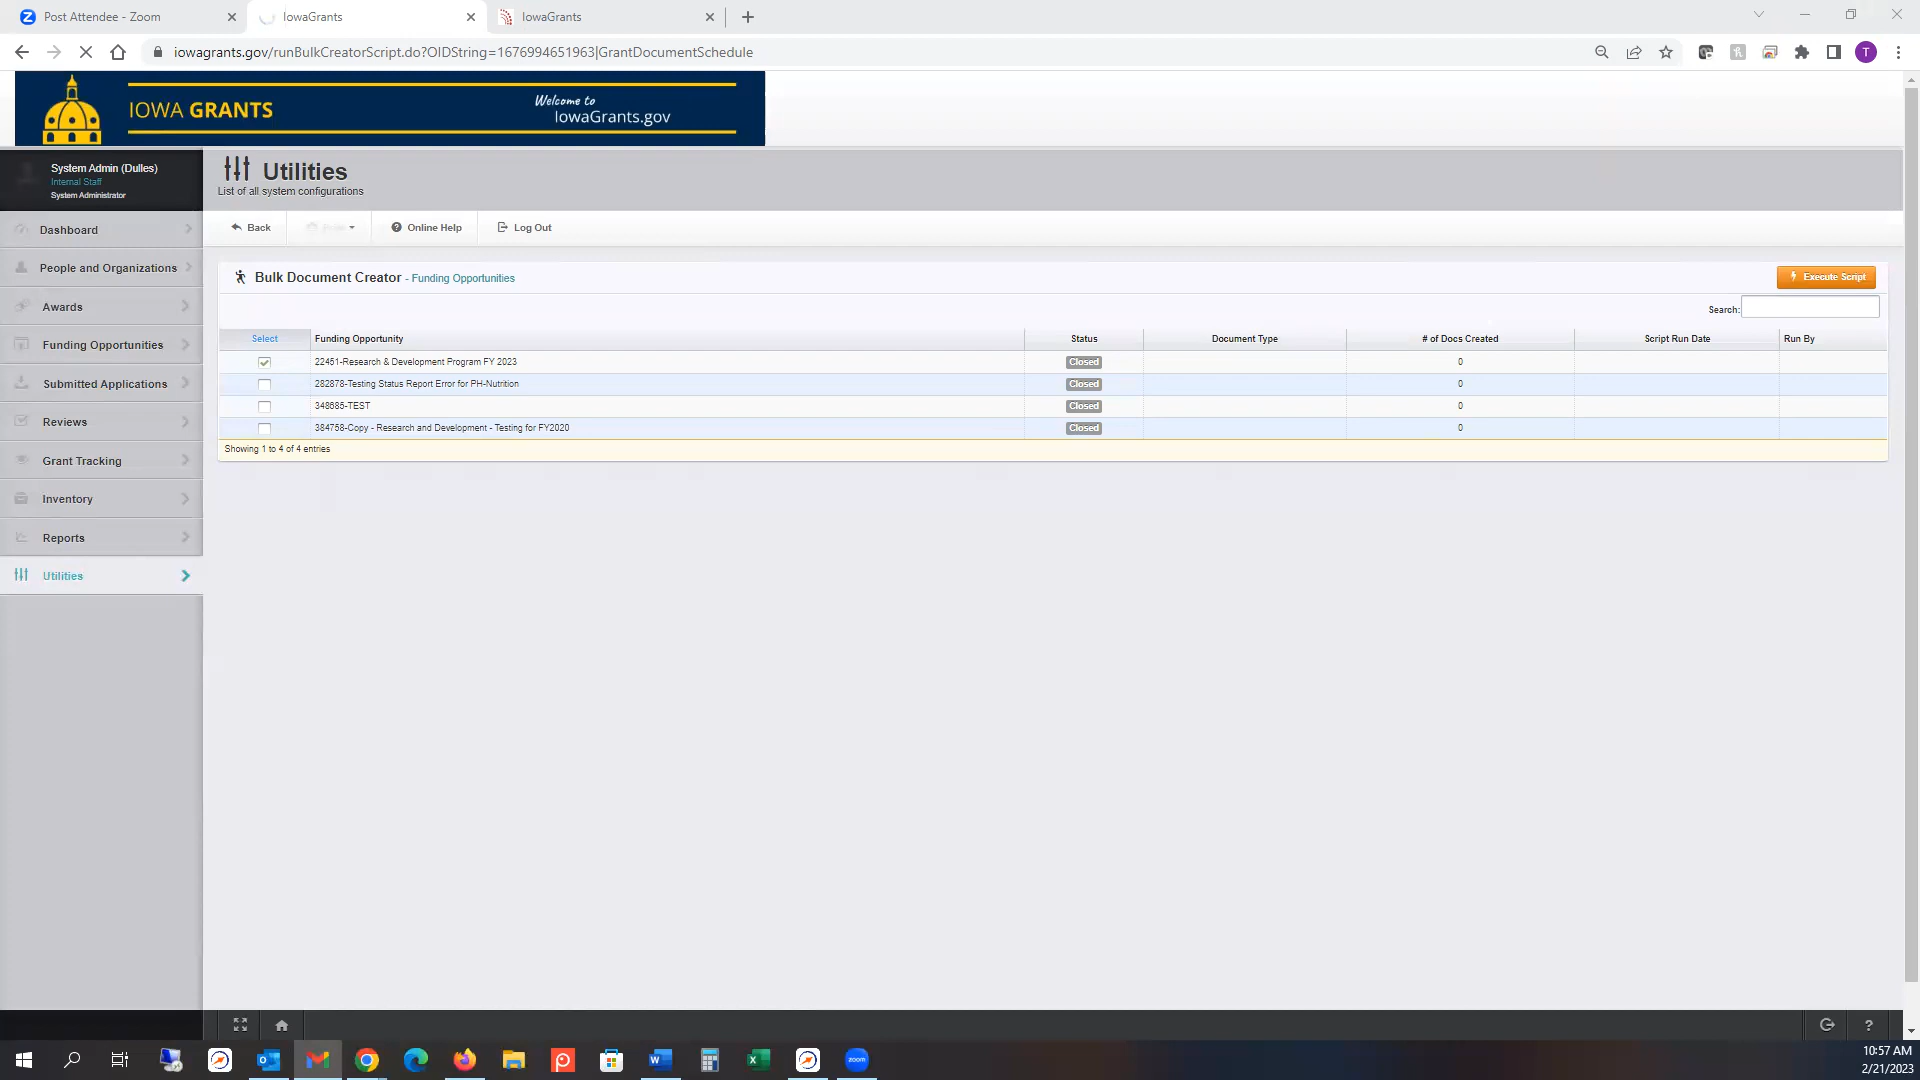 Post Attendee - Zoom
IowaGrants
IowaGrants
iowagrants.gov/runBulkCreatorScript.do?OIDString=1676994651963|GrantDocumentSchedule
T
IOWA GRANTS
Welcome to
IowaGrants.gov
System Admin (Dulles)
Internal Staff
System Administrator
Utilities
List of all system configurations
Back
Online Help
Log Out
Dashboard
People and Organizations
Awards
Funding Opportunities
Submitted Applications
Reviews
Grant Tracking
Inventory
Reports
Utilities
Bulk Document Creator - Funding Opportunities
Execute Script
Search:
Select Funding Opportunity Status Document Type # of Docs Created Script Run Date Run By
22451-Research & Development Program FY 2023 Closed 0
282878-Testing Status Report Error for PH-Nutrition Closed 0
348685-TEST Closed 0
384758-Copy - Research and Development - Testing for FY2020 Closed 0
Showing 1 to 4 of 4 entries
10:57 AM
2/21/2023